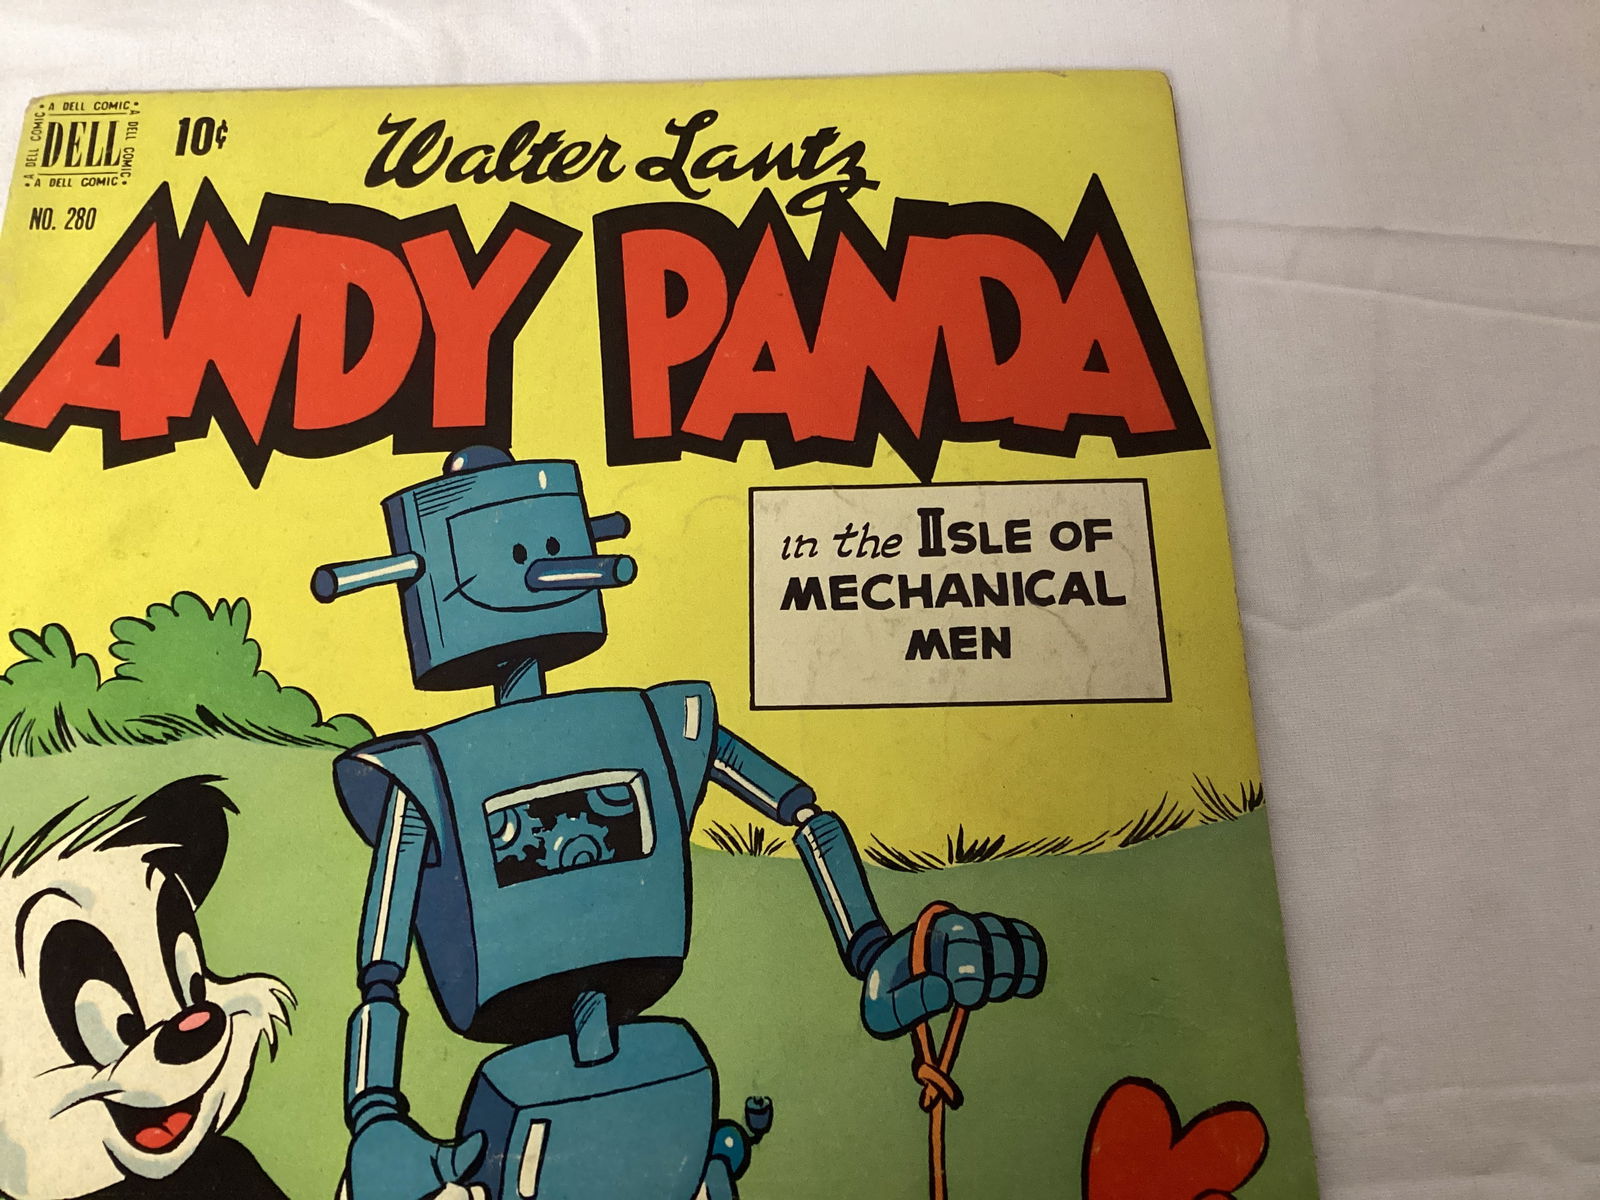 A DELL COMIC
A DELL COMIC
DELL
A DELL COMIC
A DELL COMIC
10¢
NO. 280
Walter Lantz
ANDY PANDA
in the IISLE OF
MECHANICAL
MEN